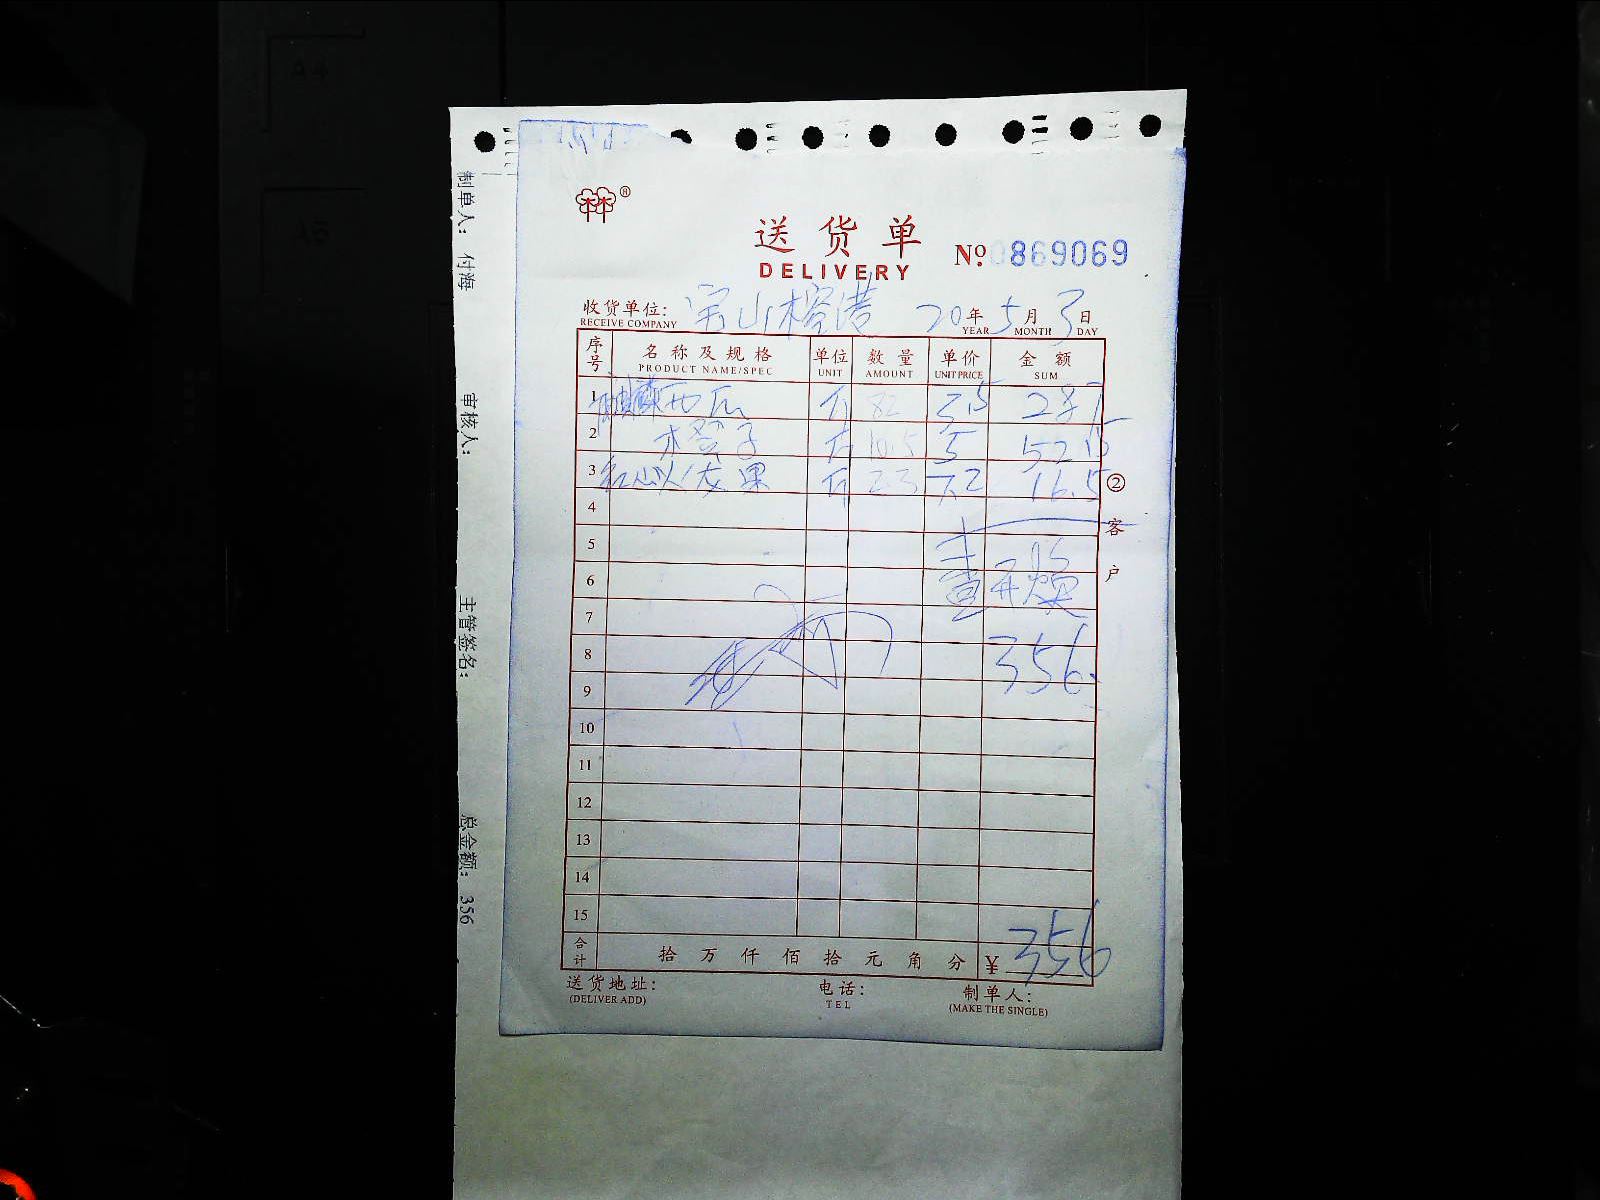 ®
送货单
DELIVERY
№ 0869069
收货单位: 宝山榕港 20年5月3日
RECEIVE COMPANY YEAR MONTH DAY
序号 名称及规格 单位 数量 单价 金额
PRODUCT NAME/SPEC UNIT AMOUNT UNIT PRICE SUM
1 麒麟西瓜 斤 82 3.5 287
2 橙子 斤 10.5 5 52.5
3 红心火龙果 斤 2.3 7.2 16.5
4
5
6
7
8 356.
9
10
11
12
13
14
15
合计 拾万仟佰拾元角分 ¥ 356
送货地址: 电话: 制单人:
(DELIVER ADD) TEL (MAKE THE SINGLE)
②客户
制单人: 付海
审核人:
主管签名:
总金额: 356